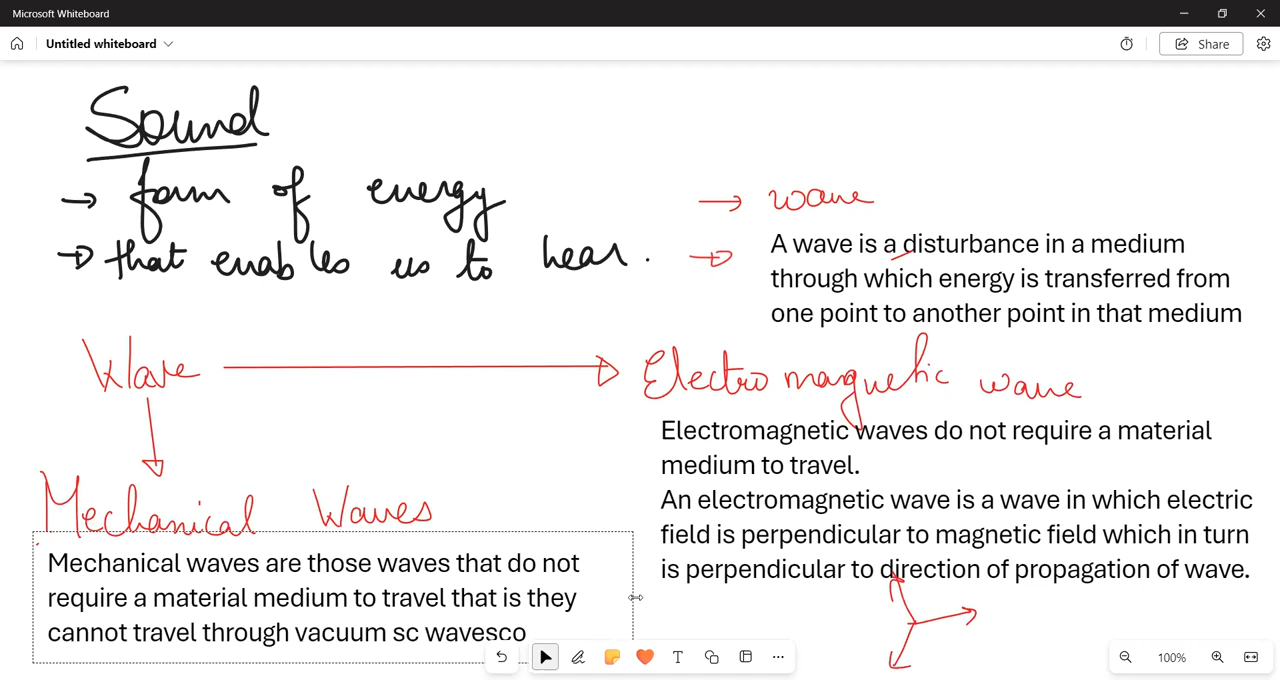 Microsoft Whiteboard
Untitled whiteboard
Share
Sound
→ form of energy
→ that enables us to hear.
→ wave
→ A wave is a disturbance in a medium
through which energy is transferred from
one point to another point in that medium
Wave → Electromagnetic wave
Electromagnetic waves do not require a material
medium to travel.
An electromagnetic wave is a wave in which electric
field is perpendicular to magnetic field which in turn
is perpendicular to direction of propagation of wave.
Mechanical Waves
Mechanical waves are those waves that do not
require a material medium to travel that is they
cannot travel through vacuum sc wavesco
100%